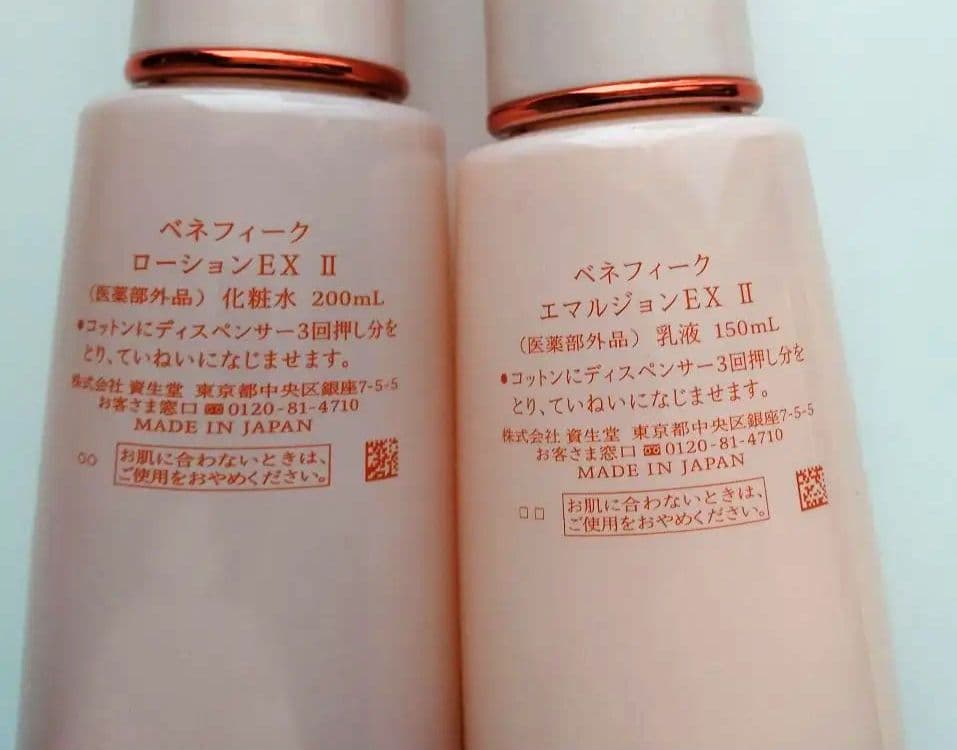 ベネフィーク
ローションEX Ⅱ
（医薬部外品） 化粧水 200mL
•コットンにディスペンサー3回押し分を
とり、ていねいになじませます。
株式会社 資生堂 東京都中央区銀座7-5-5
お客さま窓口 0120-81-4710
MADE IN JAPAN
お肌に合わないときは、
ご使用をおやめください。
ベネフィーク
エマルジョンEX Ⅱ
（医薬部外品） 乳液 150mL
•コットンにディスペンサー3回押し分を
とり、ていねいになじませます。
株式会社 資生堂 東京都中央区銀座7-5-5
お客さま窓口 0120-81-4710
MADE IN JAPAN
お肌に合わないときは、
ご使用をおやめください。